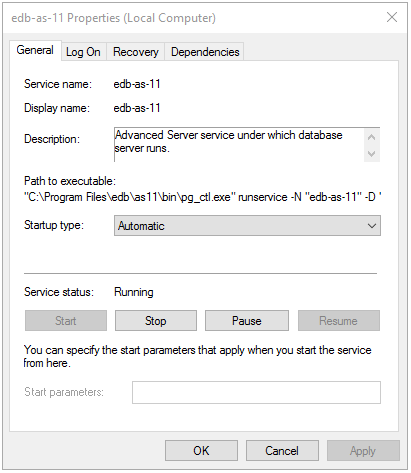 edb-as-11 Properties (Local Computer)
General Log On Recovery Dependencies
Service name: edb-as-11
Display name: edb-as-11
Description: Advanced Server service under which database
server runs.
Path to executable:
"C:\Program Files\edb\as11\bin\pg_ctl.exe" runservice -N "edb-as-11" -D "
Startup type: Automatic
Service status: Running
Start Stop Pause Resume
You can specify the start parameters that apply when you start the service
from here.
Start parameters:
OK Cancel Apply